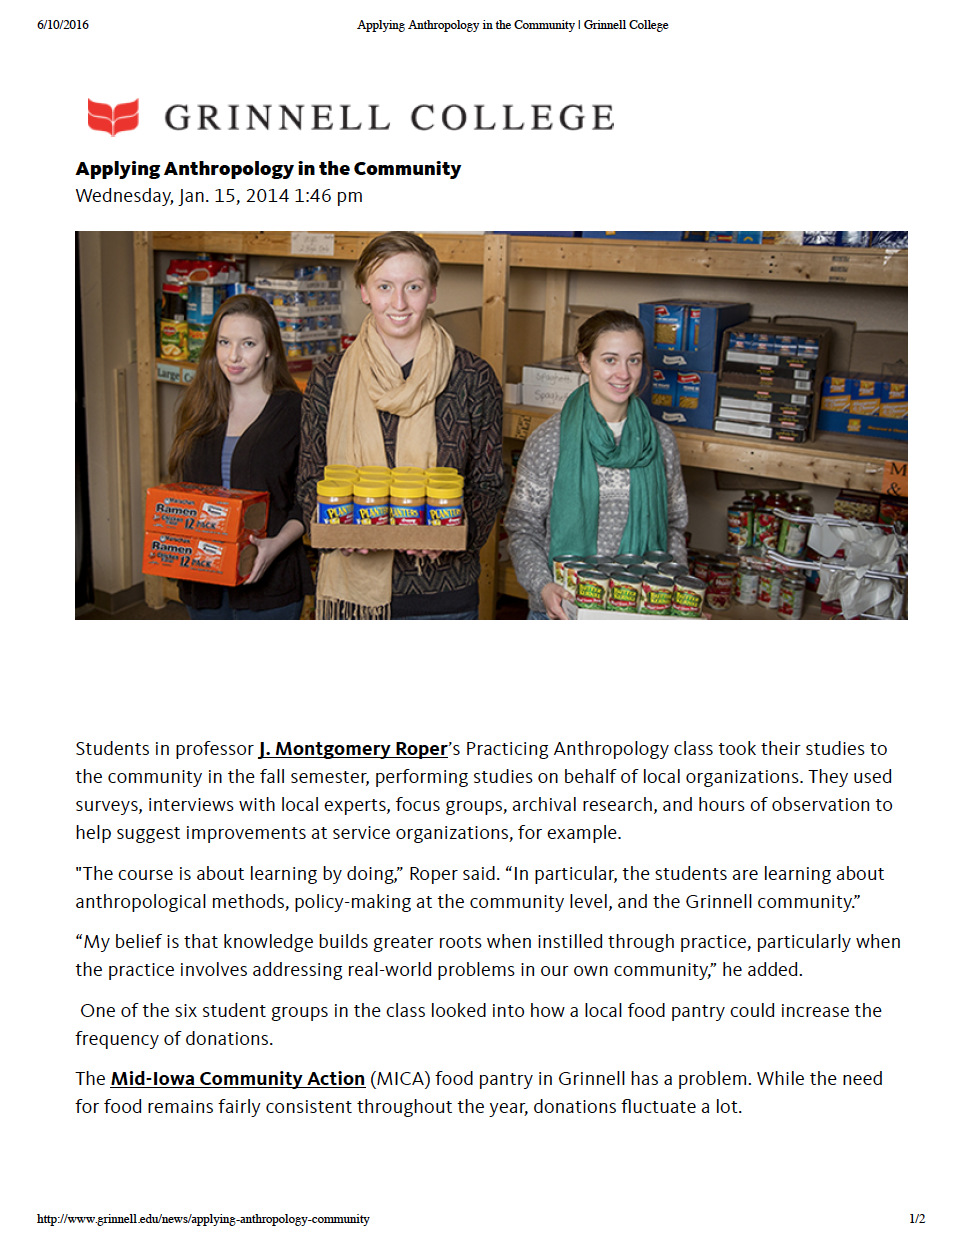 6/10/2016 Applying Anthropology in the Community | Grinnell College
GRINNELL COLLEGE
Applying Anthropology in the Community
Wednesday, Jan. 15, 2014 1:46 pm
Large
Spaghetti
Spaghetti
M
&
Maruchan
Ramen
CHICKEN
12 PACK
Maruchan
Ramen
CHICKEN
12 PACK
PLANTERS
Students in professor J. Montgomery Roper’s Practicing Anthropology class took their studies to
the community in the fall semester, performing studies on behalf of local organizations. They used
surveys, interviews with local experts, focus groups, archival research, and hours of observation to
help suggest improvements at service organizations, for example.
"The course is about learning by doing,” Roper said. “In particular, the students are learning about
anthropological methods, policy-making at the community level, and the Grinnell community.”
“My belief is that knowledge builds greater roots when instilled through practice, particularly when
the practice involves addressing real-world problems in our own community,” he added.
One of the six student groups in the class looked into how a local food pantry could increase the
frequency of donations.
The Mid-Iowa Community Action (MICA) food pantry in Grinnell has a problem. While the need
for food remains fairly consistent throughout the year, donations fluctuate a lot.
http://www.grinnell.edu/news/applying-anthropology-community 1/2